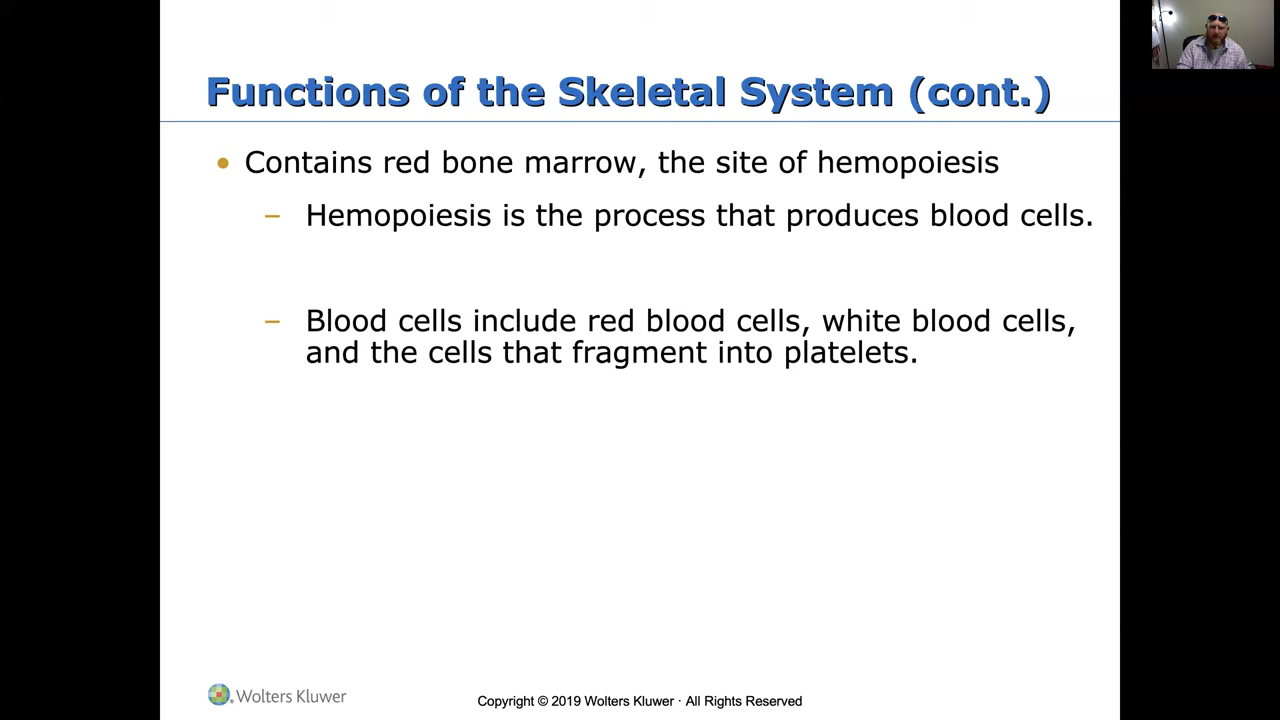 Functions of the Skeletal System (cont.)
• Contains red bone marrow, the site of hemopoiesis
– Hemopoiesis is the process that produces blood cells.
– Blood cells include red blood cells, white blood cells,
and the cells that fragment into platelets.
Wolters Kluwer
Copyright © 2019 Wolters Kluwer · All Rights Reserved